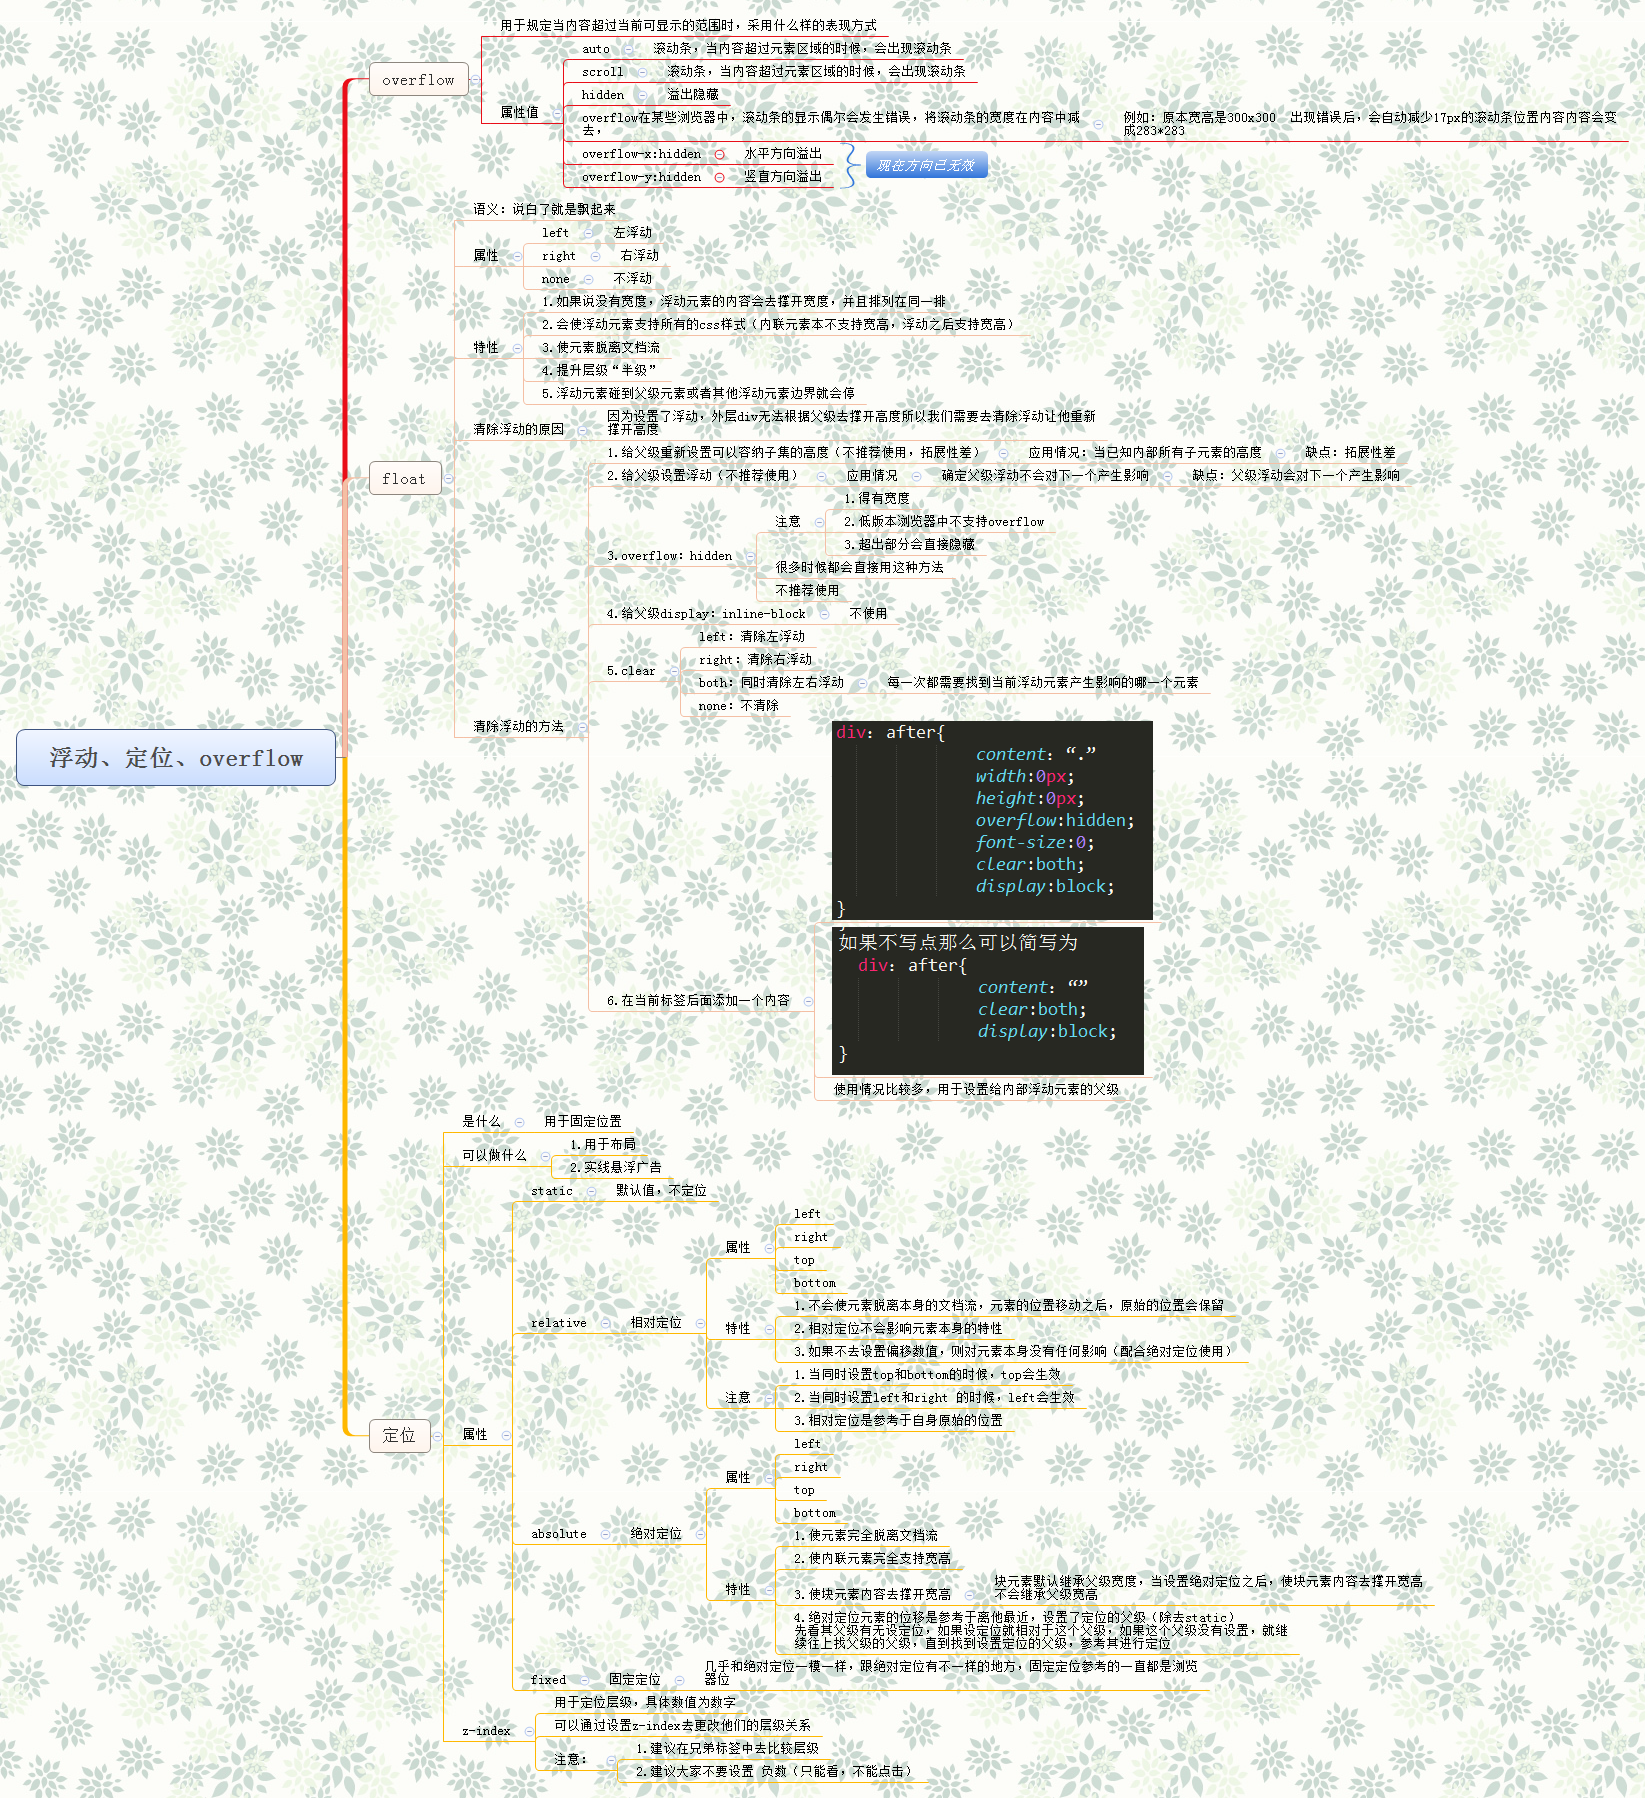 浮动、定位、overflow
overflow
用于规定当内容超过当前可显示的范围时，采用什么样的表现方式
属性值
auto
滚动条，当内容超过元素区域的时候，会出现滚动条
scroll
滚动条，当内容超过元素区域的时候，会出现滚动条
hidden
溢出隐藏
overflow在某些浏览器中，滚动条的显示偶尔会发生错误，将滚动条的宽度在内容中减
去，
例如：原本宽高是300x300　出现错误后，会自动减少17px的滚动条位置内容内容会变
成283*283
overflow-x:hidden
水平方向溢出
overflow-y:hidden
竖直方向溢出
现在方向已无效
float
语义：说白了就是飘起来
属性
left
左浮动
right
右浮动
none
不浮动
特性
1.如果说没有宽度，浮动元素的内容会去撑开宽度，并且排列在同一排
2.会使浮动元素支持所有的css样式（内联元素本不支持宽高，浮动之后支持宽高）
3.使元素脱离文档流
4.提升层级“半级”
5.浮动元素碰到父级元素或者其他浮动元素边界就会停
清除浮动的原因
因为设置了浮动，外层div无法根据父级去撑开高度所以我们需要去清除浮动让他重新
撑开高度
清除浮动的方法
1.给父级重新设置可以容纳子集的高度（不推荐使用，拓展性差）
应用情况：当已知内部所有子元素的高度
缺点：拓展性差
2.给父级设置浮动（不推荐使用）
应用情况
确定父级浮动不会对下一个产生影响
缺点：父级浮动会对下一个产生影响
3.overflow：hidden
注意
1.得有宽度
2.低版本浏览器中不支持overflow
3.超出部分会直接隐藏
很多时候都会直接用这种方法
不推荐使用
4.给父级display：inline-block
不使用
5.clear
left：清除左浮动
right：清除右浮动
both：同时清除左右浮动
每一次都需要找到当前浮动元素产生影响的哪一个元素
none：不清除
6.在当前标签后面添加一个内容
div：after{
content：“.”
width:0px;
height:0px;
overflow:hidden;
font-size:0;
clear:both;
display:block;
}
如果不写点那么可以简写为
div：after{
content：“”
clear:both;
display:block;
}
使用情况比较多，用于设置给内部浮动元素的父级
定位
是什么
用于固定位置
可以做什么
1.用于布局
2.实线悬浮广告
属性
static
默认值，不定位
relative
相对定位
属性
left
right
top
bottom
特性
1.不会使元素脱离本身的文档流，元素的位置移动之后，原始的位置会保留
2.相对定位不会影响元素本身的特性
3.如果不去设置偏移数值，则对元素本身没有任何影响（配合绝对定位使用）
注意
1.当同时设置top和bottom的时候，top会生效
2.当同时设置left和right 的时候，left会生效
3.相对定位是参考于自身原始的位置
absolute
绝对定位
属性
left
right
top
bottom
特性
1.使元素完全脱离文档流
2.使内联元素完全支持宽高
3.使块元素内容去撑开宽高
块元素默认继承父级宽度，当设置绝对定位之后，使块元素内容去撑开宽高
不会继承父级宽高
4.绝对定位元素的位移是参考于离他最近，设置了定位的父级（除去static）
先看其父级有无设定位，如果设定位就相对于这个父级，如果这个父级没有设置，就继
续往上找父级的父级，直到找到设置定位的父级，参考其进行定位
fixed
固定定位
几乎和绝对定位一模一样，跟绝对定位有不一样的地方，固定定位参考的一直都是浏览
器位
z-index
用于定位层级，具体数值为数字
可以通过设置z-index去更改他们的层级关系
注意：
1.建议在兄弟标签中去比较层级
2.建议大家不要设置 负数（只能看，不能点击）